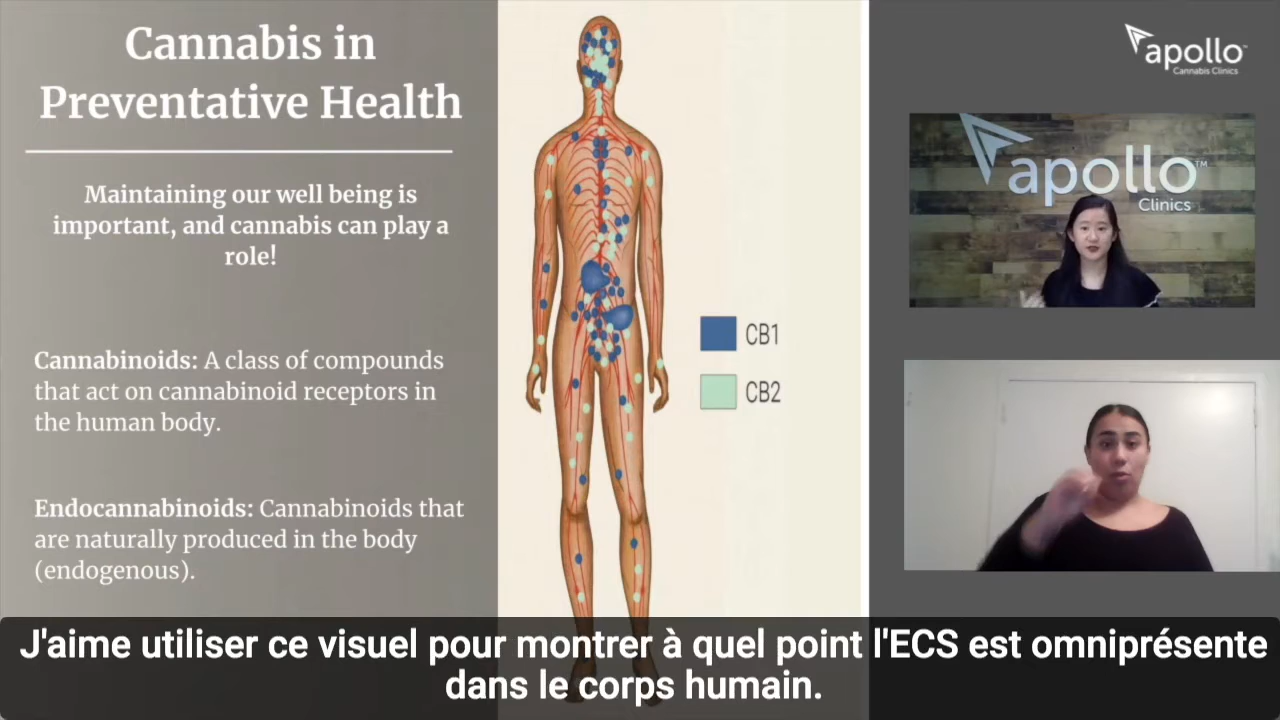 Cannabis in
Preventative Health
Maintaining our well being is
important, and cannabis can play a
role!
Cannabinoids: A class of compounds
that act on cannabinoid receptors in
the human body.
Endocannabinoids: Cannabinoids that
are naturally produced in the body
(endogenous).
CB1
CB2
apollo™
Cannabis Clinics
apollo™
Clinics
J'aime utiliser ce visuel pour montrer à quel point l'ECS est omniprésente
dans le corps humain.